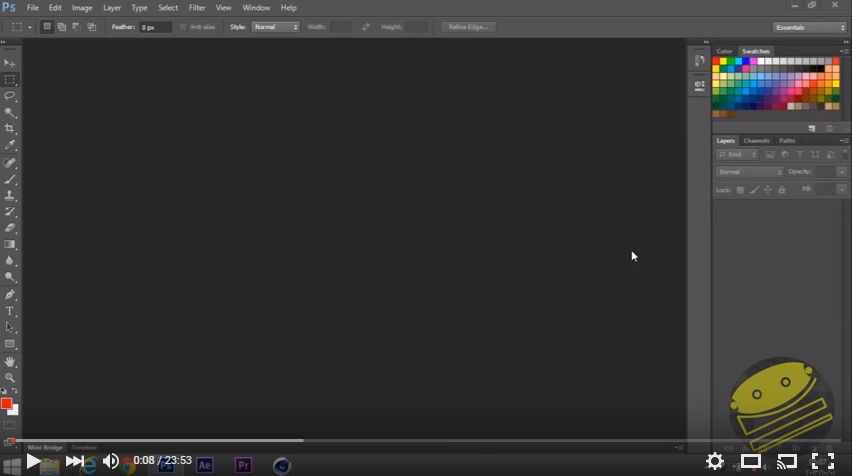 Ps File Edit Image Layer Type Select Filter View Window Help
Feather: 0 px Anti-alias Style: Normal Width: Height: Refine Edge... Essentials
Color Swatches
Layers Channels Paths
Kind
Normal Opacity:
Lock: Fill:
Mini Bridge Timeline
0:08 / 23:53
Ps Ae Pr